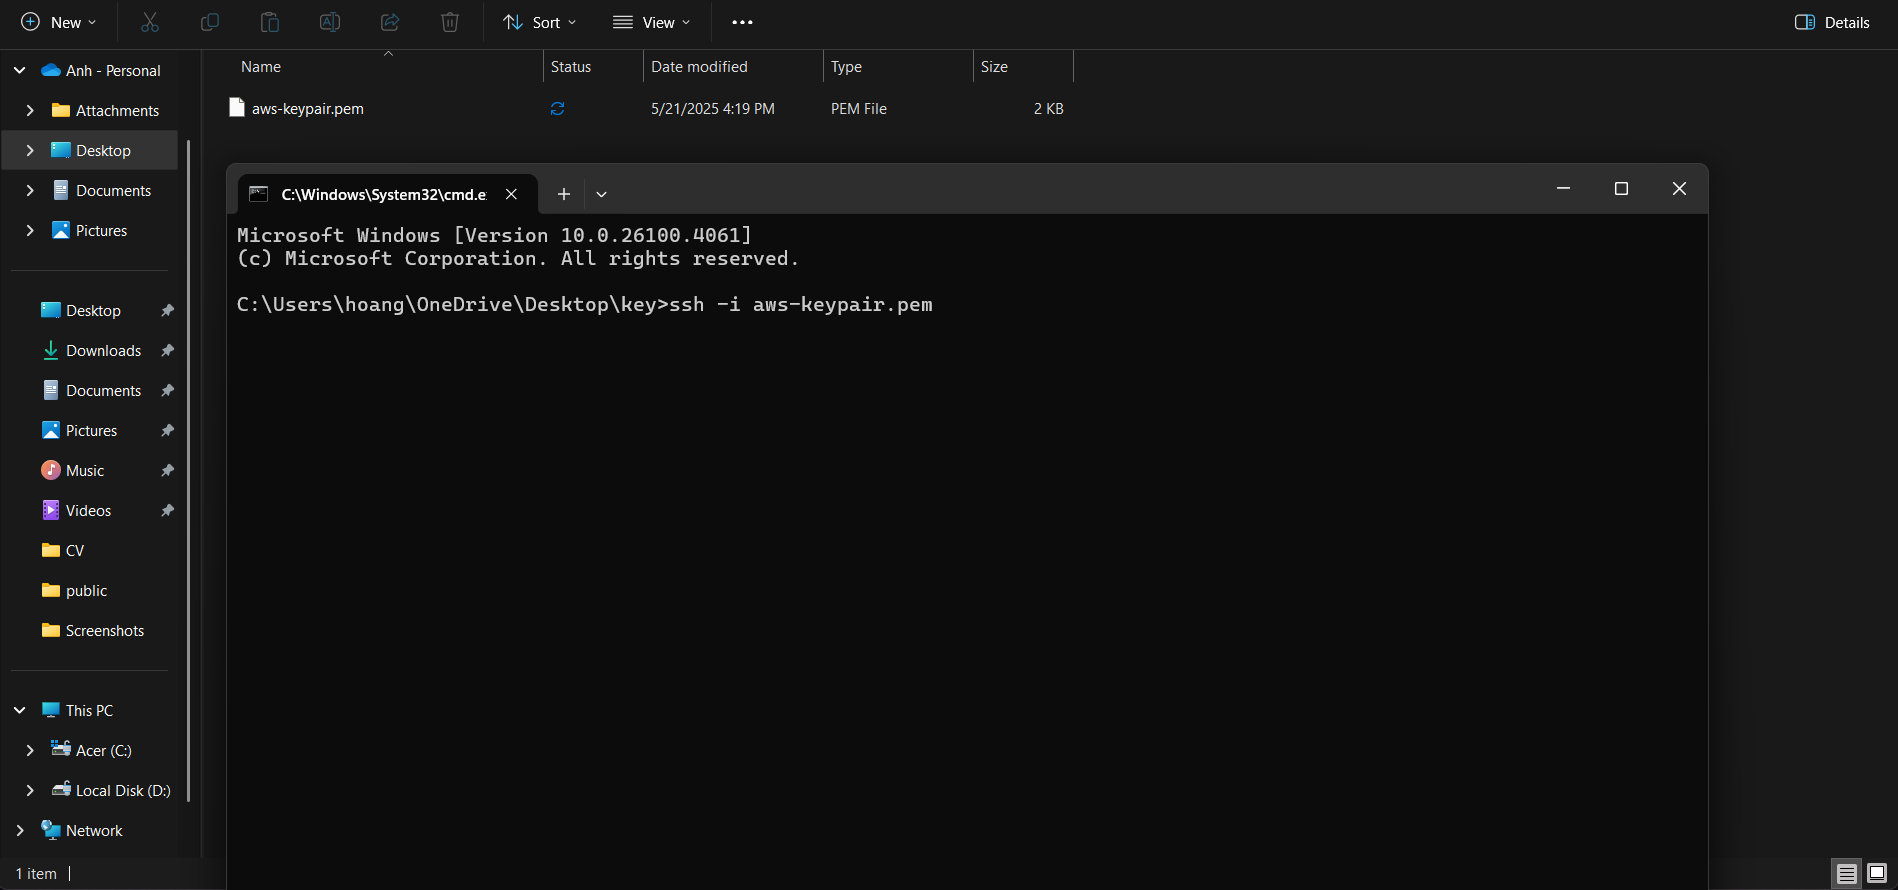 New
Sort
View
Details
Anh - Personal
Attachments
Desktop
Documents
Pictures
Desktop
Downloads
Documents
Pictures
Music
Videos
CV
public
Screenshots
This PC
Acer (C:)
Local Disk (D:)
Network
1 item
Name Status Date modified Type Size
aws-keypair.pem 5/21/2025 4:19 PM PEM File 2 KB
C:\Windows\System32\cmd.e
Microsoft Windows [Version 10.0.26100.4061]
(c) Microsoft Corporation. All rights reserved.
C:\Users\hoang\OneDrive\Desktop\key>ssh -i aws-keypair.pem